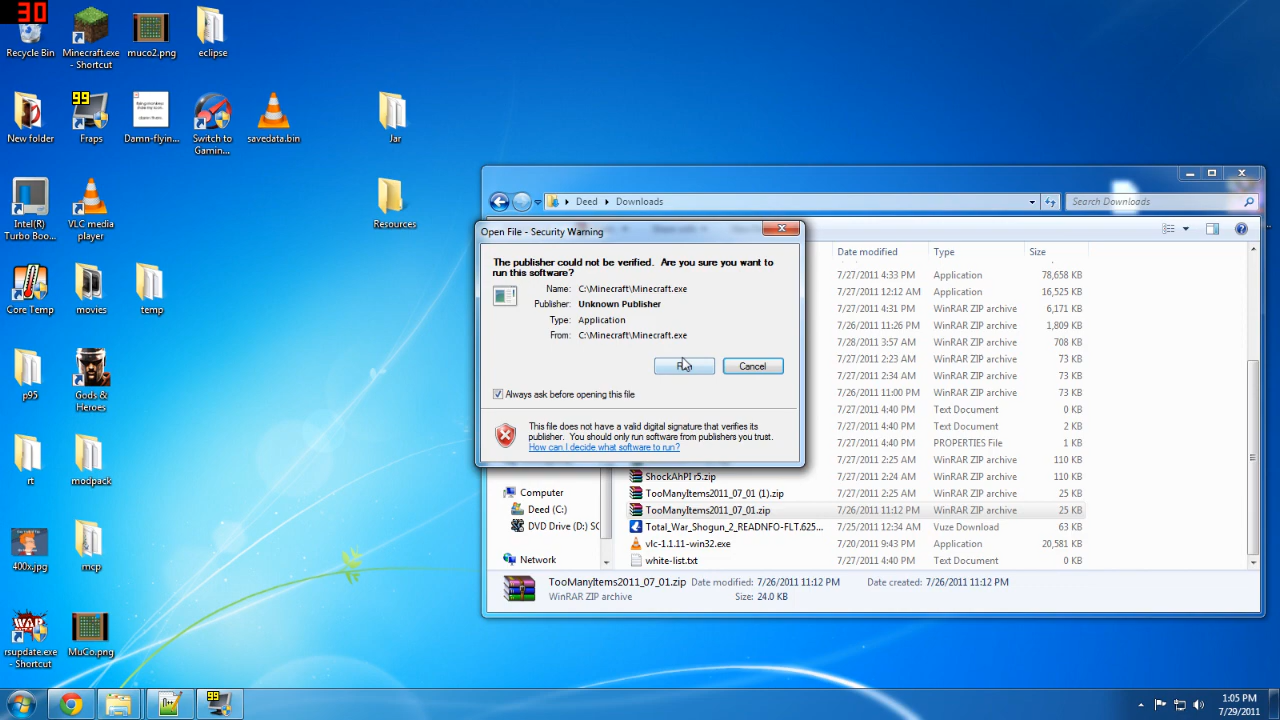 30
Recycle Bin
Minecraft.exe - Shortcut
muco2.png
eclipse
New folder
99
Fraps
Damn-flyin...
Switch to Gamin...
savedata.bin
Jar
Intel(R) Turbo Boo...
VLC media player
Resources
Core Temp
movies
temp
p95
Gods & Heroes
rt
modpack
400x.jpg
mcp
rsupdate.exe - Shortcut
MuCo.png
Deed
Downloads
Search Downloads
Open File - Security Warning
The publisher could not be verified. Are you sure you want to
run this software?
Name: C:\Minecraft\Minecraft.exe
Publisher: Unknown Publisher
Type: Application
From: C:\Minecraft\Minecraft.exe
Cancel
Always ask before opening this file
This file does not have a valid digital signature that verifies its
publisher. You should only run software from publishers you trust.
How can I decide what software to run?
Date modified Type Size
7/27/2011 4:33 PM Application 78,658 KB
7/27/2011 12:12 AM Application 16,525 KB
7/27/2011 4:31 PM WinRAR ZIP archive 6,171 KB
7/26/2011 11:26 PM WinRAR ZIP archive 1,809 KB
7/28/2011 3:57 AM WinRAR ZIP archive 708 KB
7/27/2011 2:23 AM WinRAR ZIP archive 73 KB
7/27/2011 2:34 AM WinRAR ZIP archive 73 KB
7/26/2011 11:00 PM WinRAR ZIP archive 73 KB
7/27/2011 4:40 PM Text Document 0 KB
7/27/2011 4:40 PM Text Document 2 KB
7/27/2011 4:40 PM PROPERTIES File 1 KB
7/27/2011 2:25 AM WinRAR ZIP archive 110 KB
ShockAhPI r5.zip 7/27/2011 2:24 AM WinRAR ZIP archive 110 KB
TooManyItems2011_07_01 (1).zip 7/27/2011 2:25 AM WinRAR ZIP archive 25 KB
TooManyItems2011_07_01.zip 7/26/2011 11:12 PM WinRAR ZIP archive 25 KB
Total_War_Shogun_2_READNFO-FLT.625... 7/25/2011 12:34 AM Vuze Download 63 KB
vlc-1.1.11-win32.exe 7/20/2011 9:43 PM Application 20,581 KB
white-list.txt 7/27/2011 4:40 PM Text Document 0 KB
Computer
Deed (C:)
DVD Drive (D:) SC
Network
TooManyItems2011_07_01.zip Date modified: 7/26/2011 11:12 PM Date created: 7/26/2011 11:12 PM
WinRAR ZIP archive Size: 24.0 KB
99
1:05 PM
7/29/2011